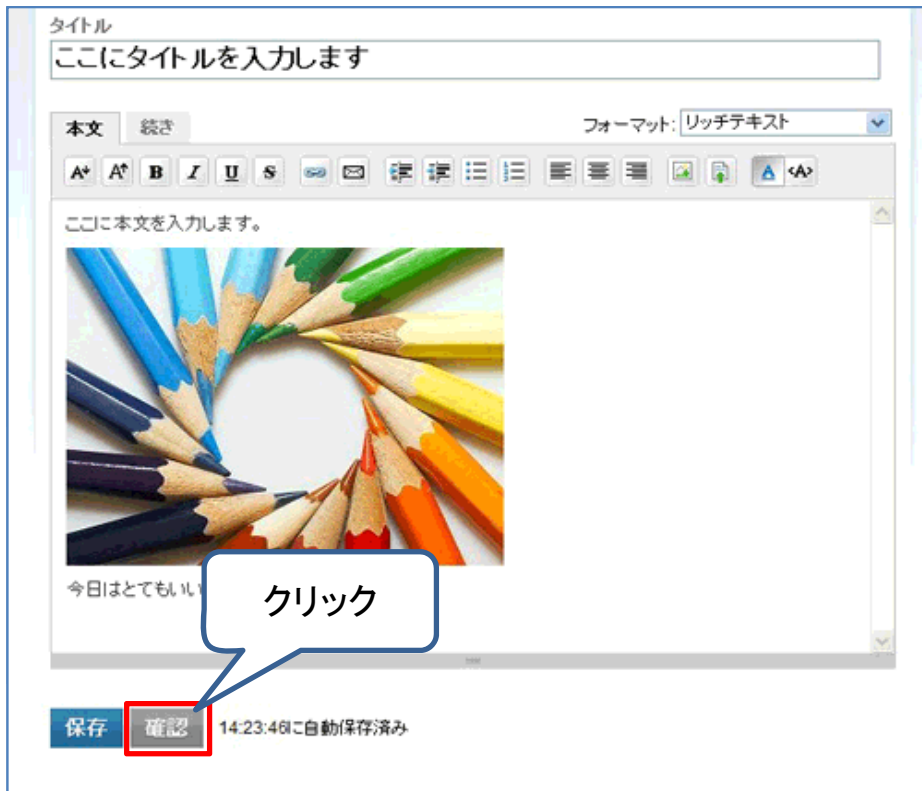 タイトル
ここにタイトルを入力します
本文 続き フォーマット: リッチテキスト
B I U S A <A>
ここに本文を入力します。
今日はとてもいい
クリック
保存 確認 14:23:46に自動保存済み